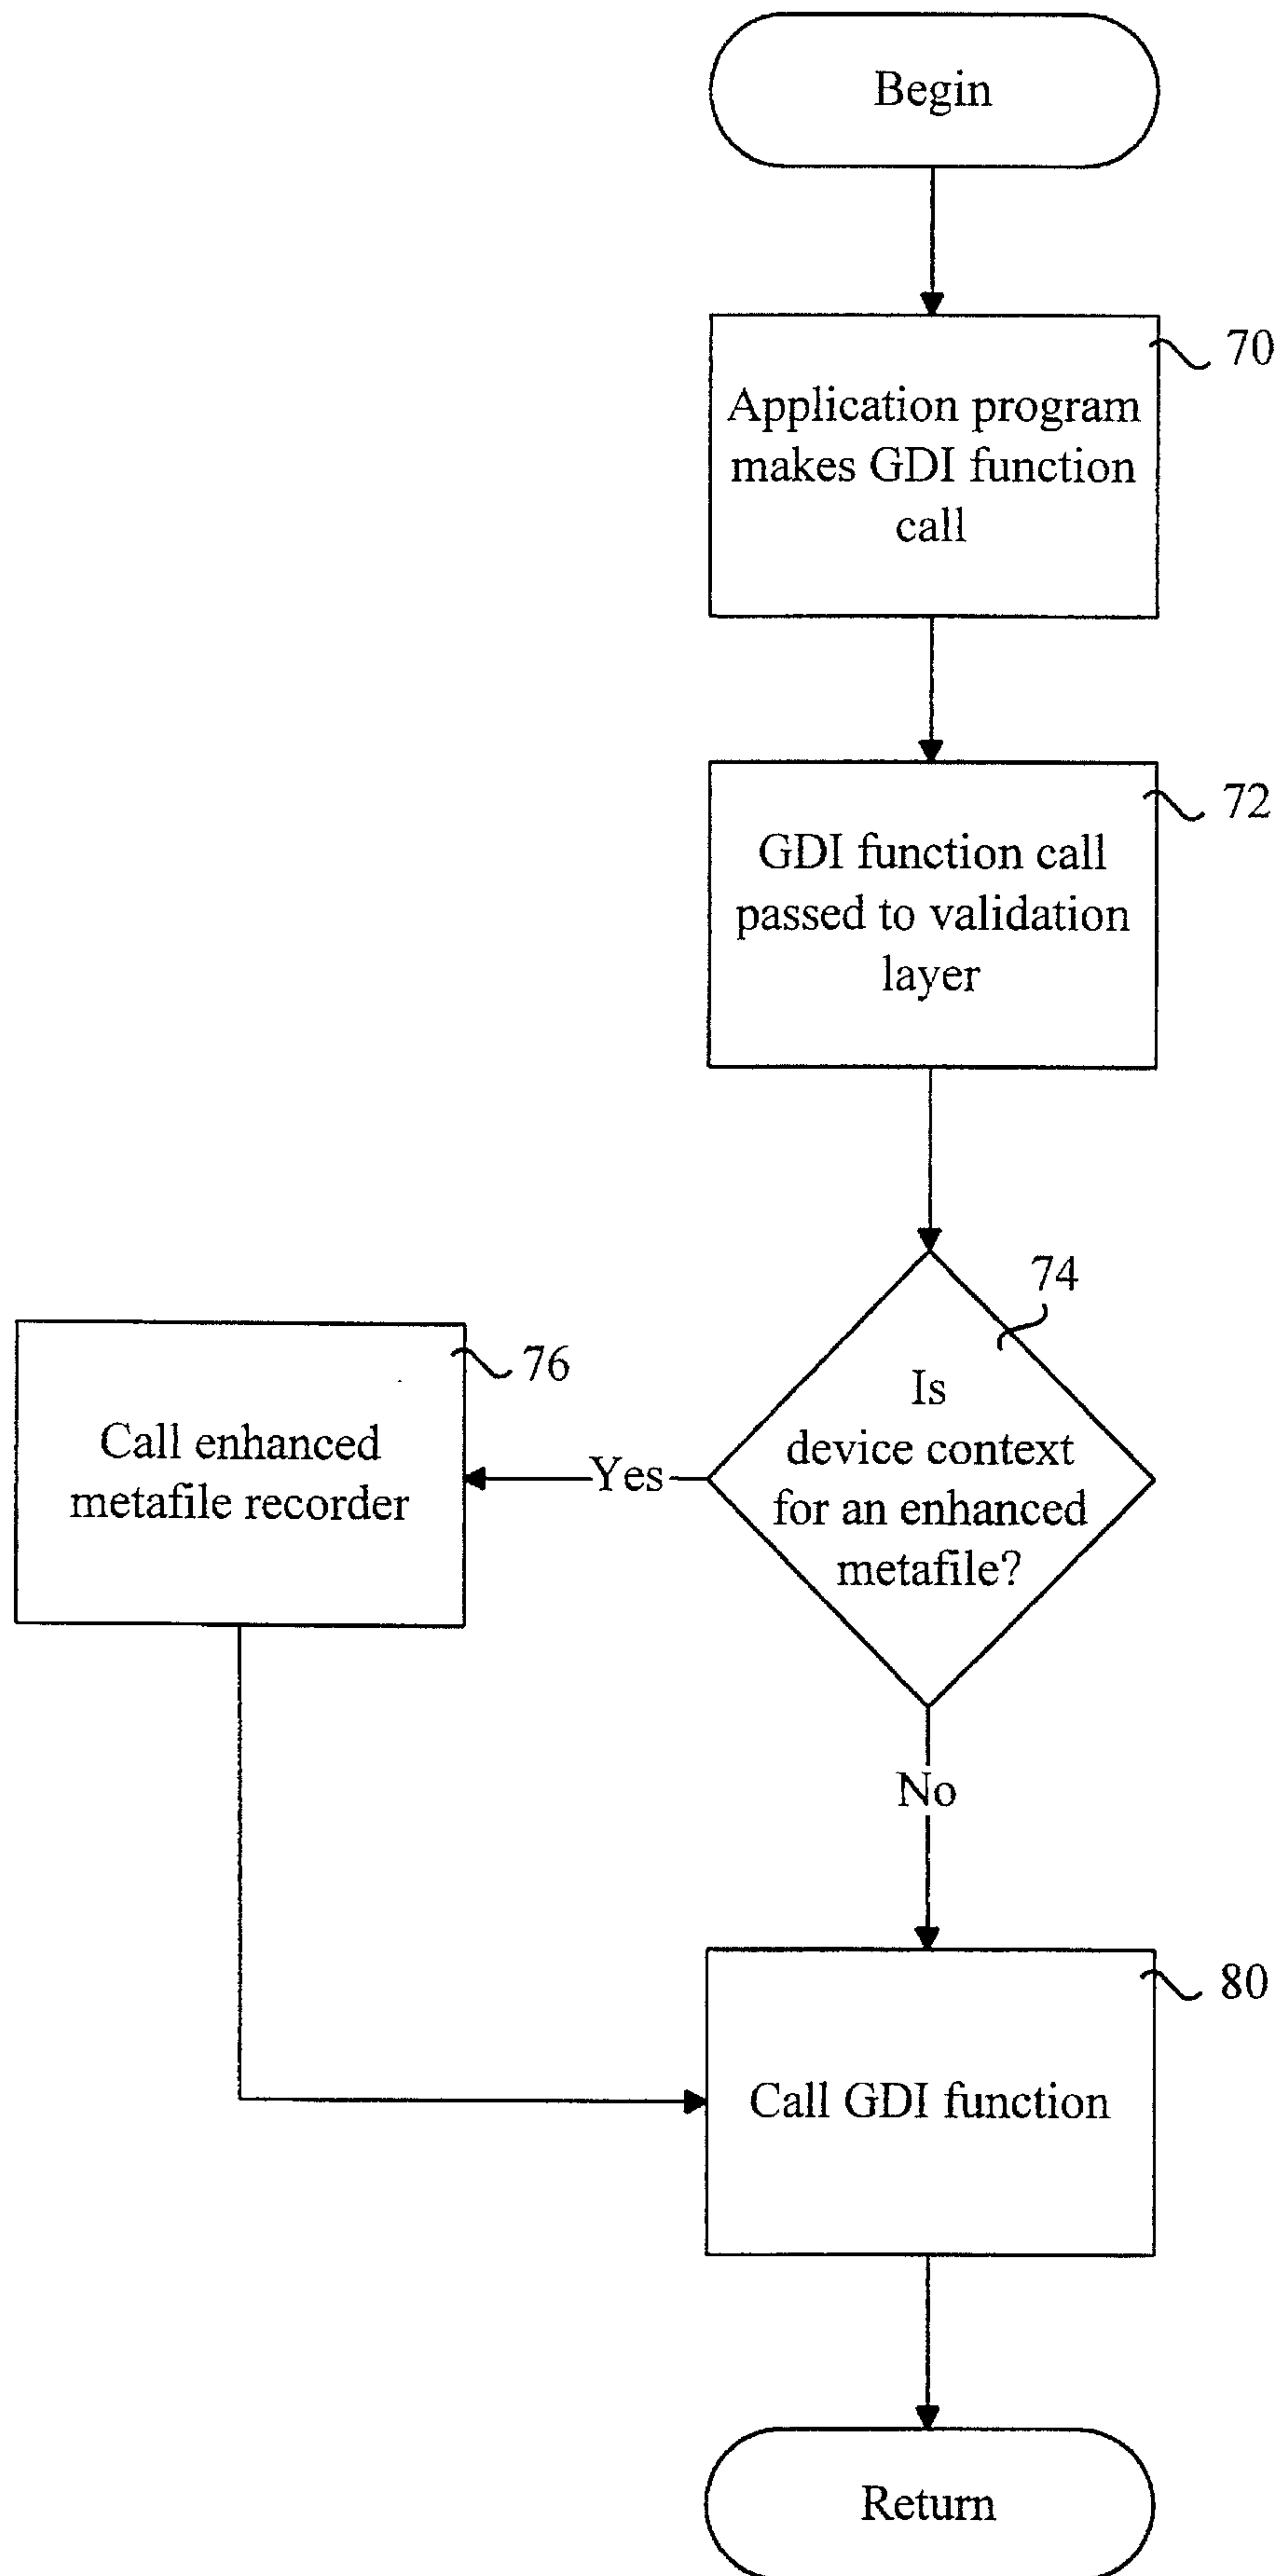 Begin
70
Application program
makes GDI function
call
72
GDI function call
passed to validation
layer
74
Is
device context
for an enhanced
metafile?
Yes
76
Call enhanced
metafile recorder
No
80
Call GDI function
Return